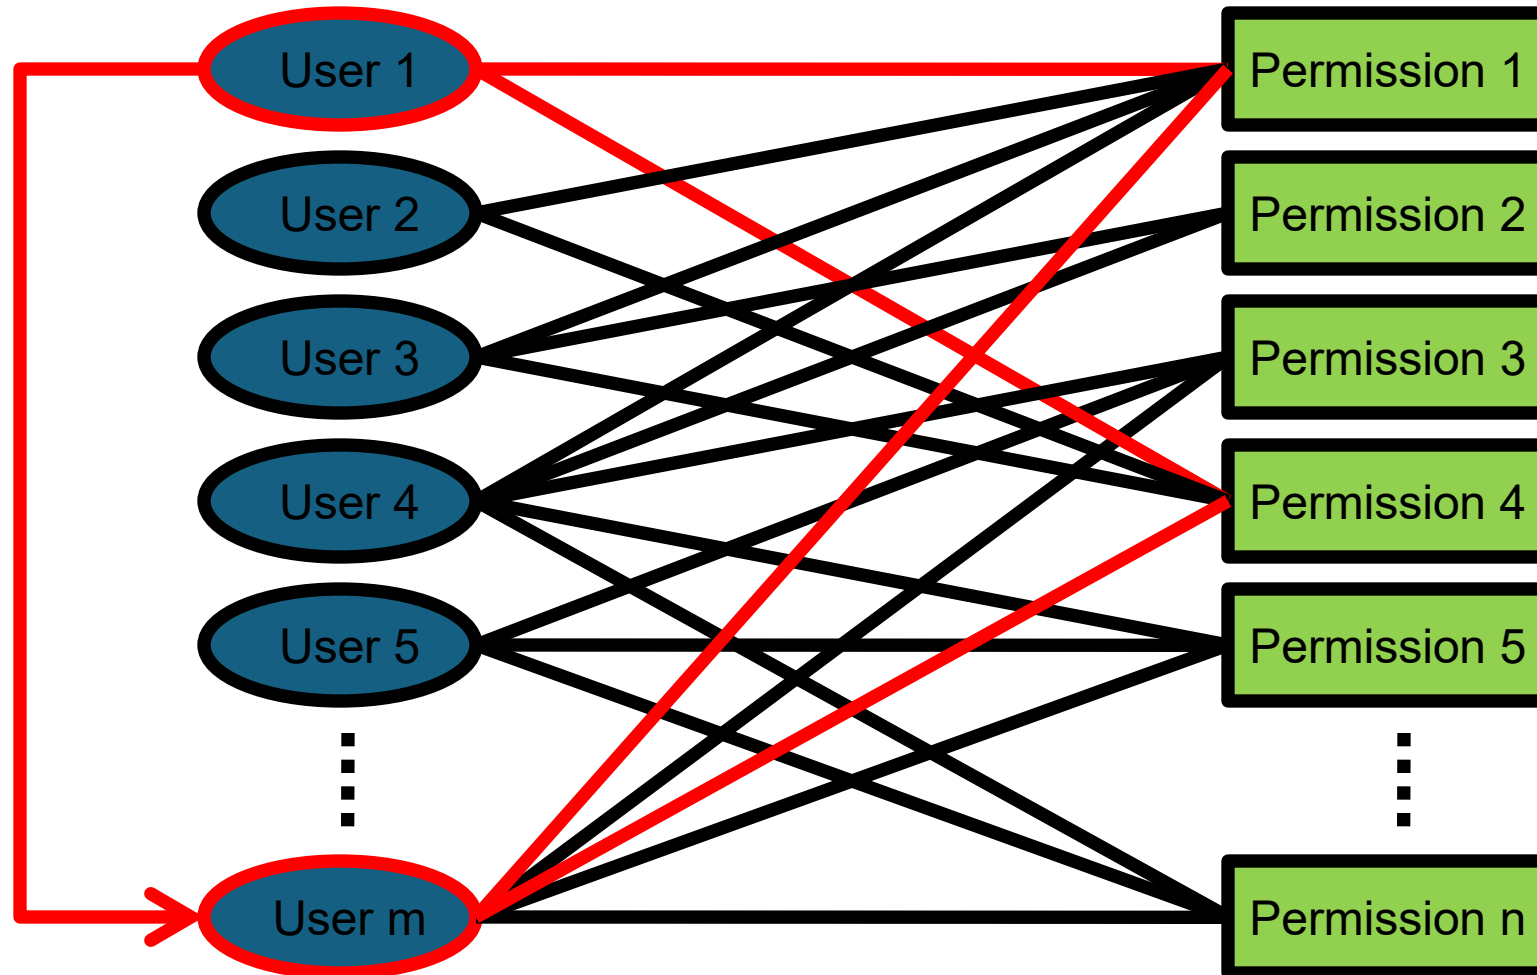 User 1
Permission 1
User 2
Permission 2
User 3
Permission 3
User 4
Permission 4
User 5
Permission 5
User m
Permission n